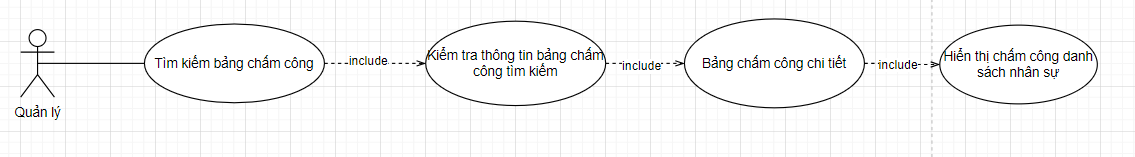 Quản lý
Tìm kiếm bảng chấm công
include
Kiểm tra thông tin bảng chấm
công tìm kiếm
include
Bảng chấm công chi tiết
include
Hiển thị chấm công danh
sách nhân sự